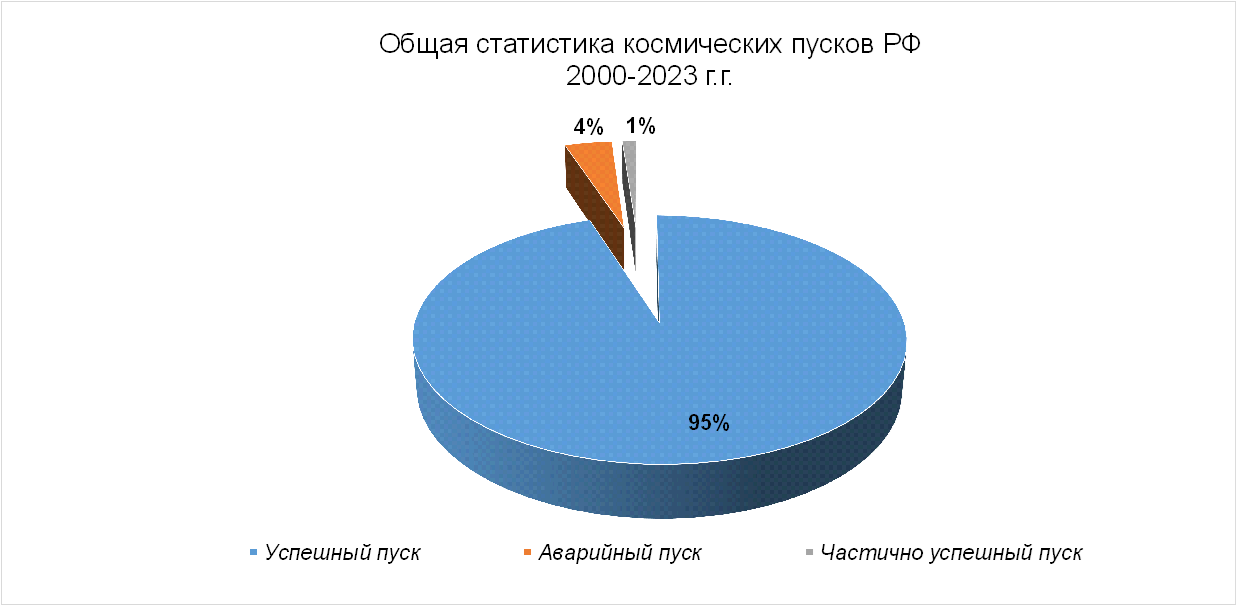 Общая статистика космических пусков РФ
2000-2023 г.г.
4% 1%
95%
Успешный пуск Аварийный пуск Частично успешный пуск